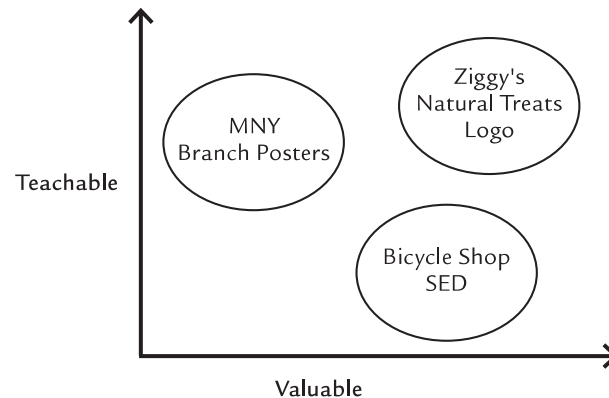 Ziggy's
Natural Treats
Logo
MNY
Branch Posters
Teachable
Bicycle Shop
SED
Valuable